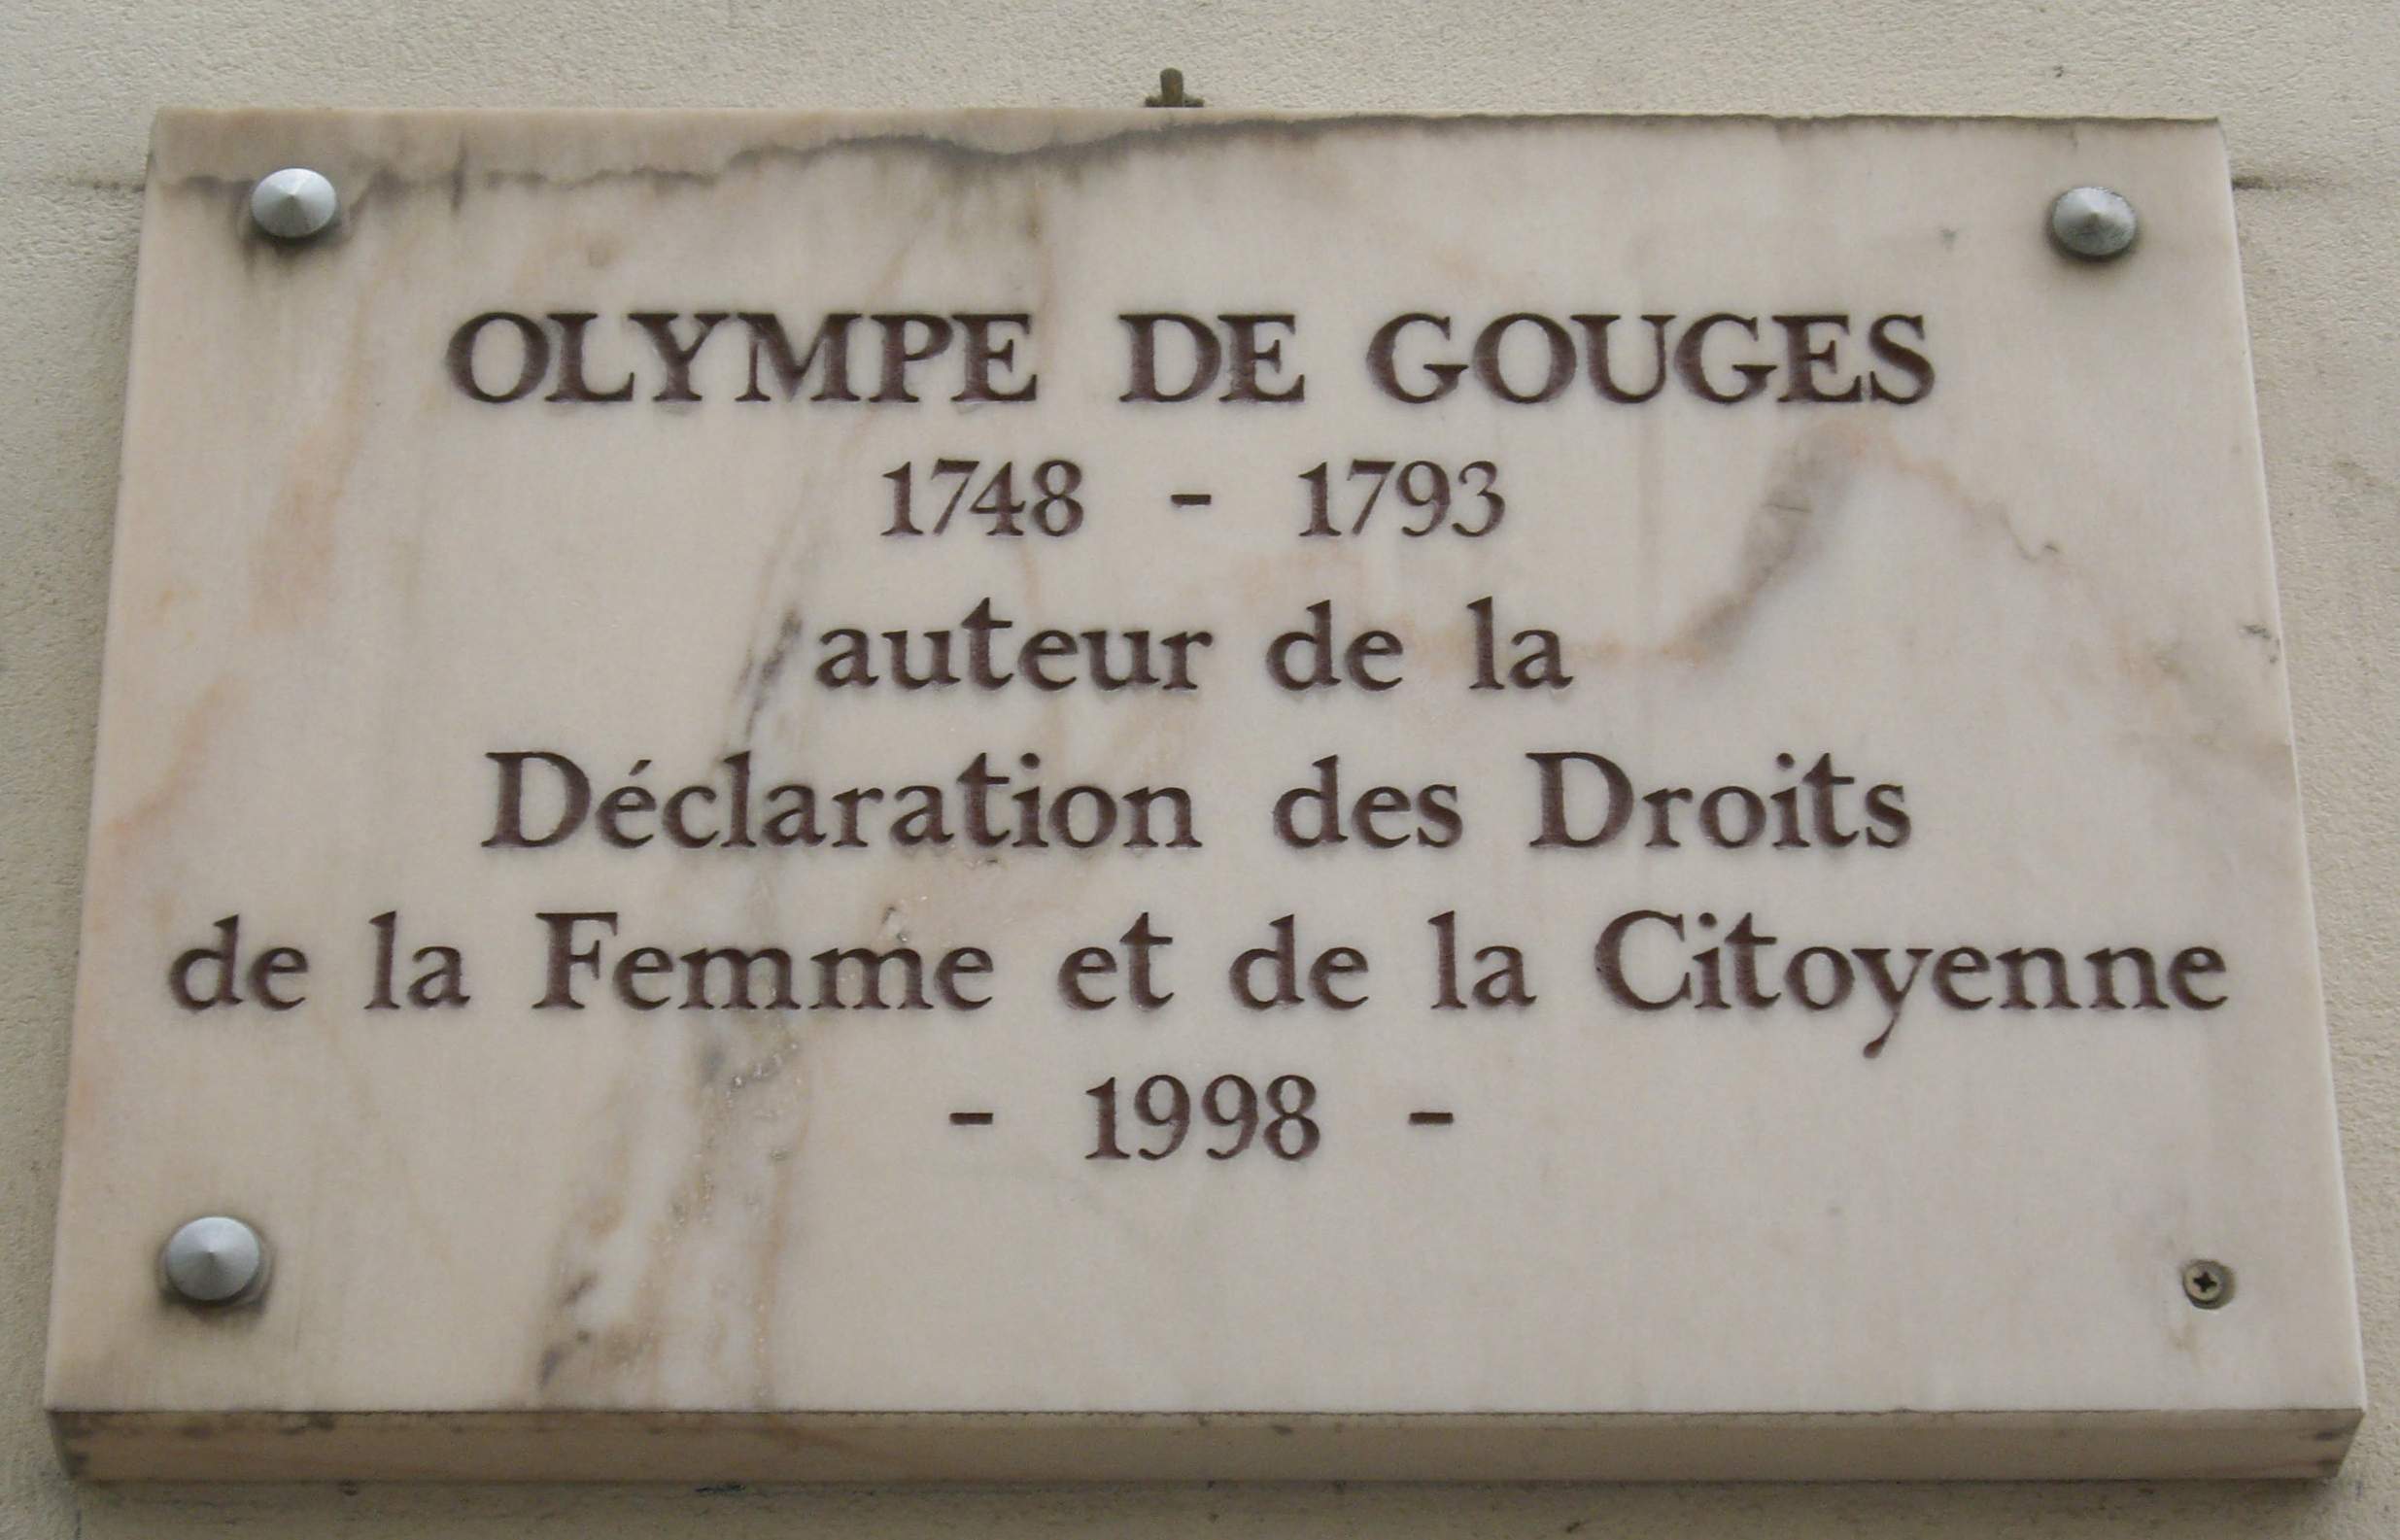 OLYMPE DE GOUGES
1748 - 1793
auteur de la
Déclaration des Droits
de la Femme et de la Citoyenne
- 1998 -